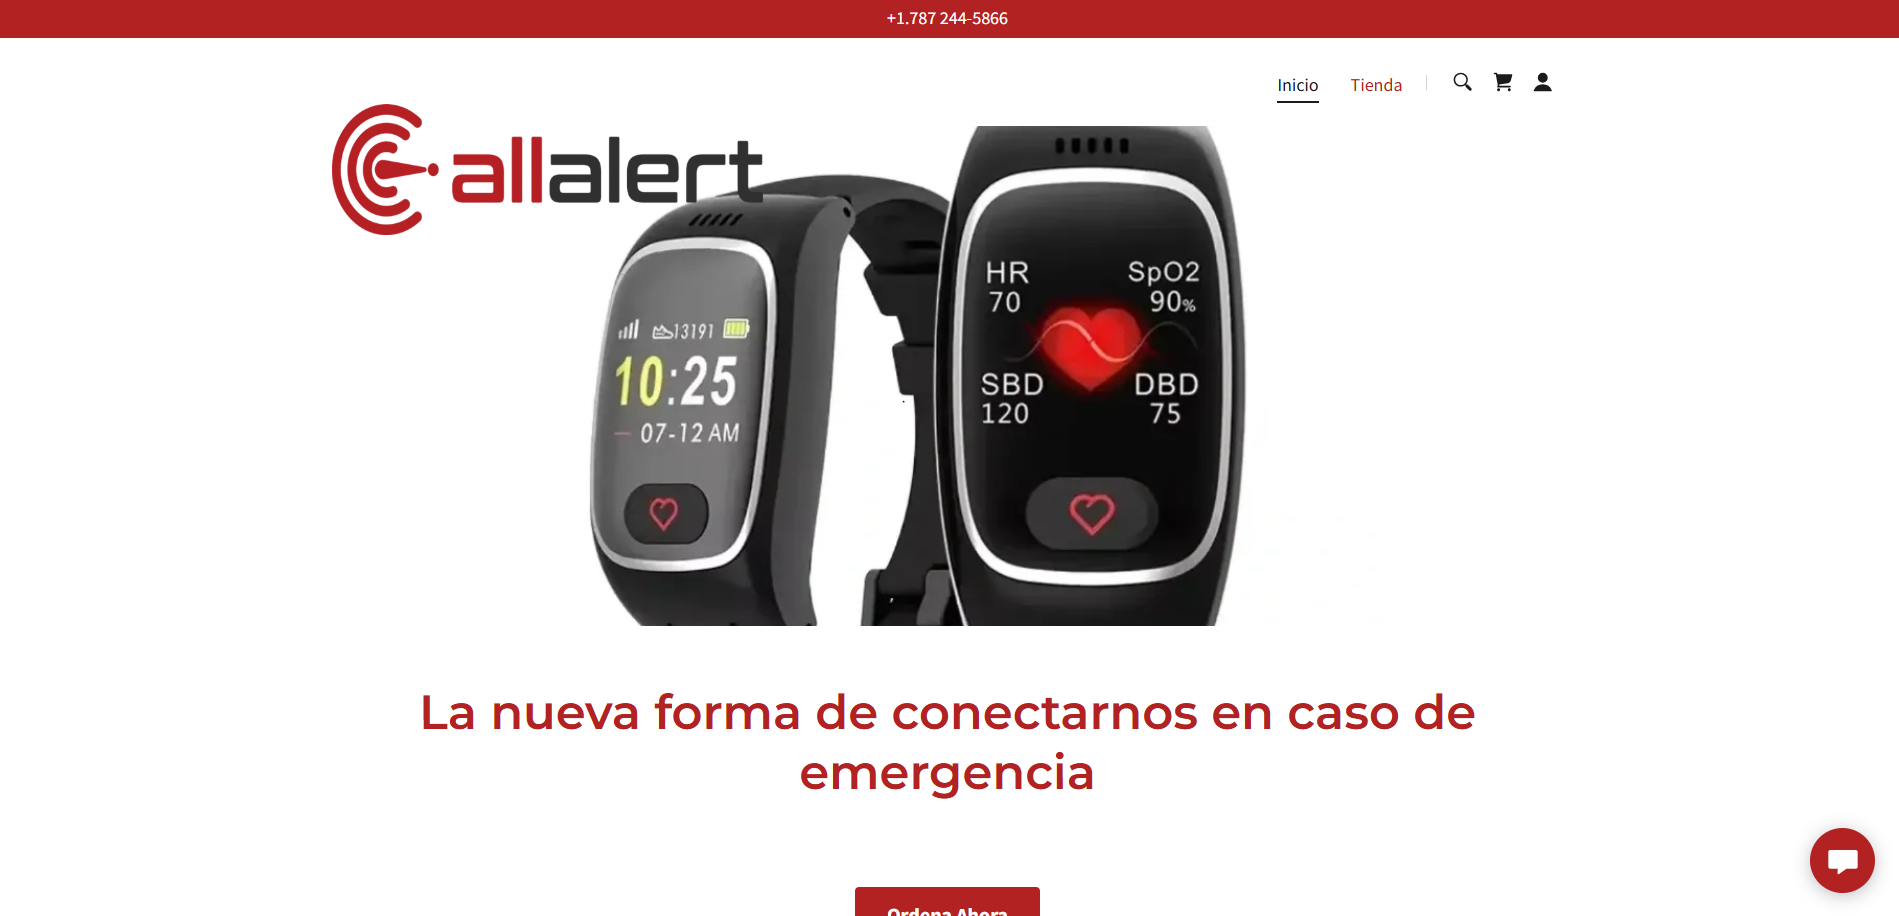 +1.787 244-5866
Inicio
Tienda
allalert
13191
10:25
07-12 AM
HR
70
SpO2
90%
SBD
120
DBD
75
La nueva forma de conectarnos en caso de
emergencia
Ordena Ahora